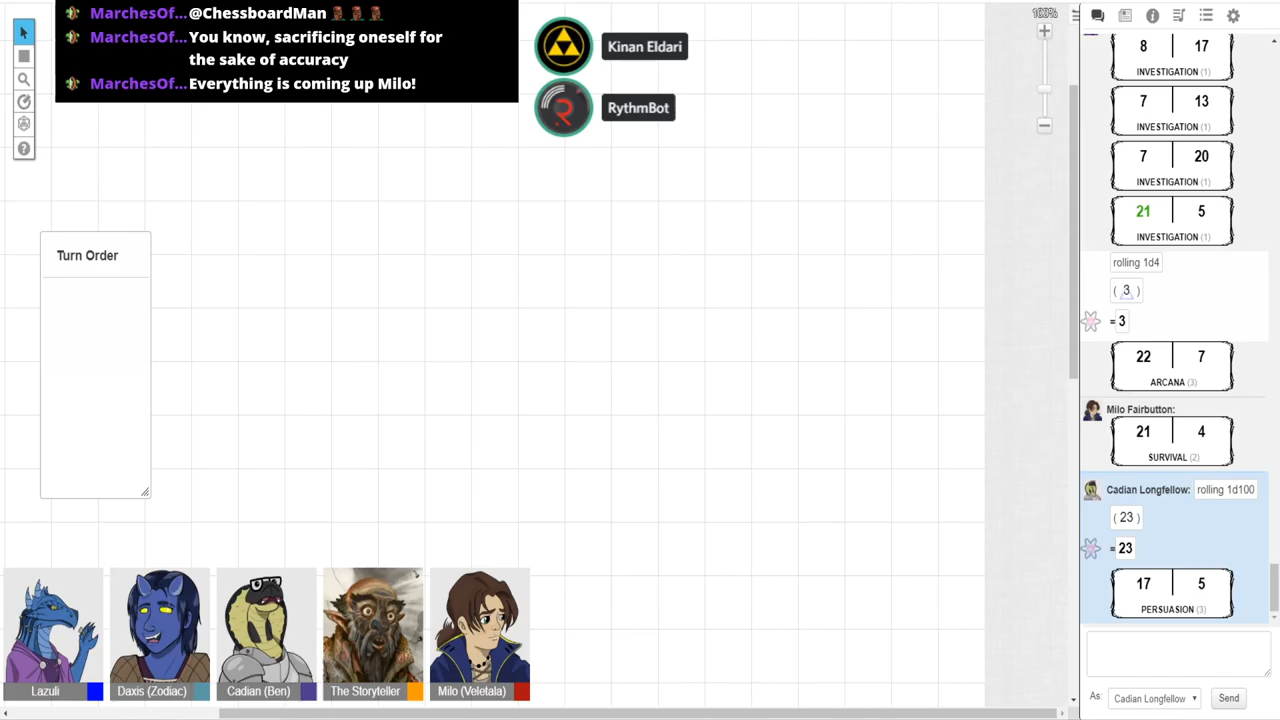 MarchesOf... @ChessboardMan
MarchesOf... You know, sacrificing oneself for
the sake of accuracy
MarchesOf... Everything is coming up Milo!
Kinan Eldari
RythmBot
100%
Turn Order
8 17
INVESTIGATION (1)
7 13
INVESTIGATION (1)
7 20
INVESTIGATION (1)
21 5
INVESTIGATION (1)
rolling 1d4
( 3 )
= 3
22 7
ARCANA (3)
Milo Fairbutton:
21 4
SURVIVAL (2)
Cadian Longfellow: rolling 1d100
( 23 )
= 23
17 5
PERSUASION (3)
As: Cadian Longfellow Send
Lazuli
Daxis (Zodiac)
Cadian (Ben)
The Storyteller
Milo (Veletala)